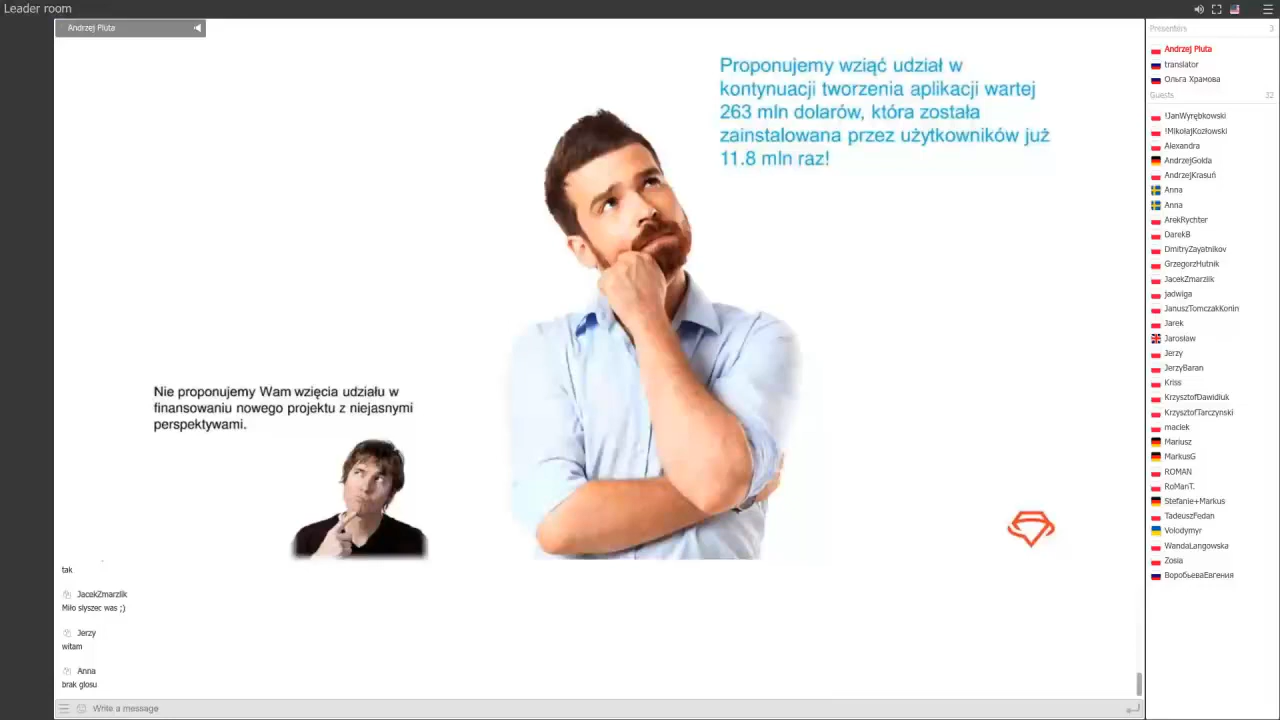 Leader room
Andrzej Pluta
Proponujemy wziąć udział w
kontynuacji tworzenia aplikacji wartej
263 mln dolarów, która została
zainstalowana przez użytkowników już
11.8 mln raz!
Nie proponujemy Wam wzięcia udziału w
finansowaniu nowego projektu z niejasnymi
perspektywami.
tak
JacekZmarzlik
Miło slyszec was ;)
Jerzy
witam
Anna
brak glosu
Write a message
Presenters 3
Andrzej Pluta
translator
Ольга Храмова
Guests 32
!JanWyrębkowski
!MikołajKozłowski
Alexandra
AndrzejGołda
AndrzejKrasuń
Anna
Anna
ArekRychter
DarekB
DmitryZayatnikov
GrzegorzHutnik
JacekZmarzlik
jadwiga
JanuszTomczakKonin
Jarek
Jarosław
Jerzy
JerzyBaran
Kriss
KrzysztofDawidiuk
KrzysztofTarczynski
maciek
Mariusz
MarkusG
ROMAN
RoManT.
Stefanie+Markus
TadeuszFedan
Volodymyr
WandaLangowska
Zosia
ВоробьеваЕвгения